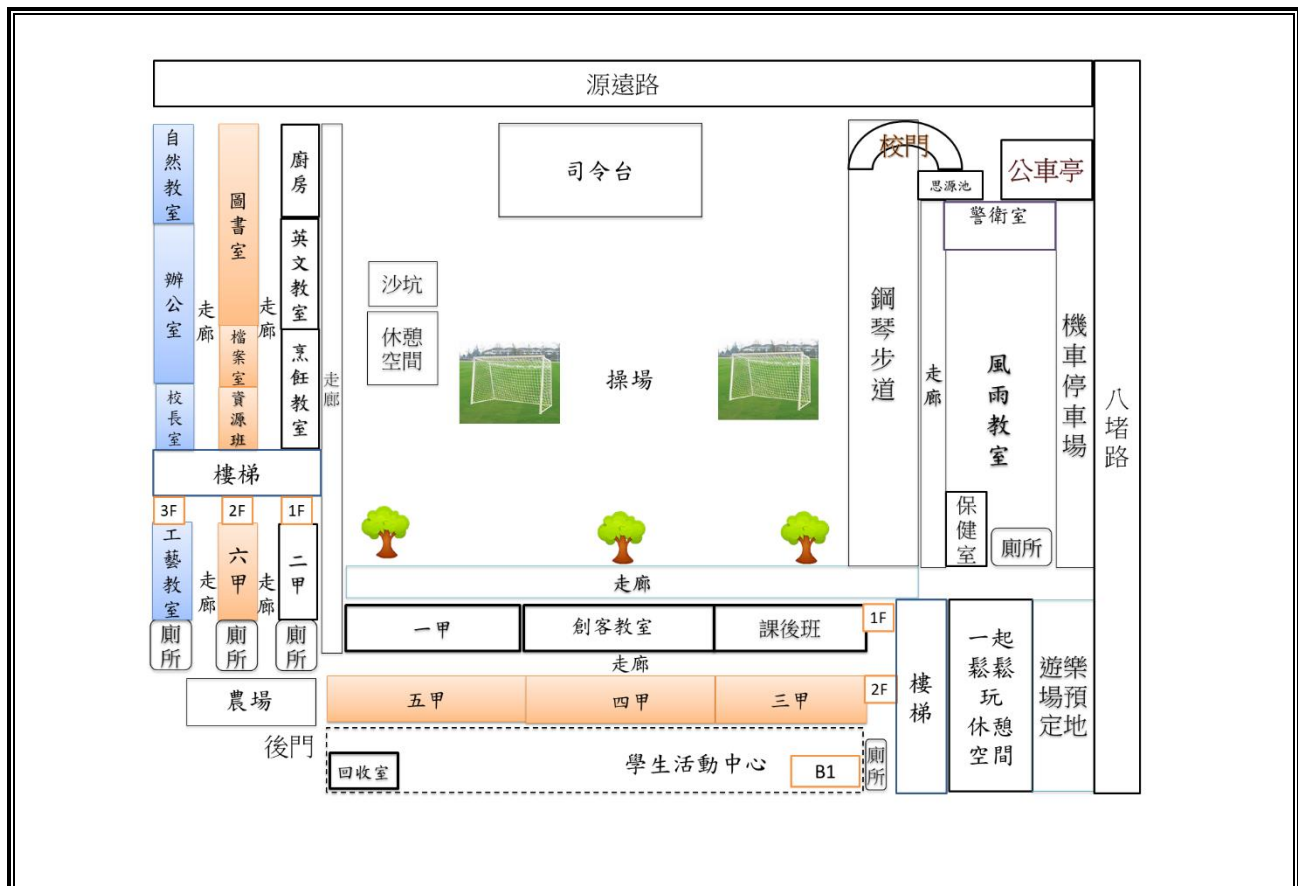 源遠路
自然教室
圖書室
廚房
司令台
校門
思源池
公車亭
警衛室
辦公室
走廊
走廊
英文教室
沙坑
休憩空間
鋼琴步道
機車停車場
八堵路
檔案室
烹飪教室
走廊
操場
走廊
風雨教室
校長室
資源班
樓梯
3F
2F
1F
保健室
廁所
工藝教室
走廊
六甲
走廊
二甲
走廊
廁所
廁所
廁所
一甲
創客教室
課後班
1F
走廊
樓梯
一起
鬆鬆
玩
休憩
空間
遊樂
場預
定地
農場
五甲
四甲
三甲
2F
後門
回收室
學生活動中心
B1
廁所